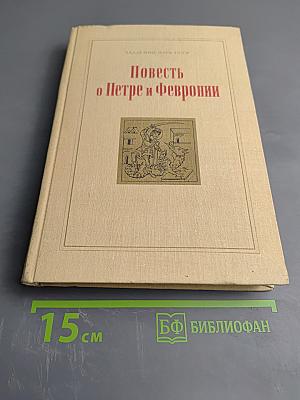 Повесть
о Петре и Февронии
15 см
БФ БИБЛИОФАН